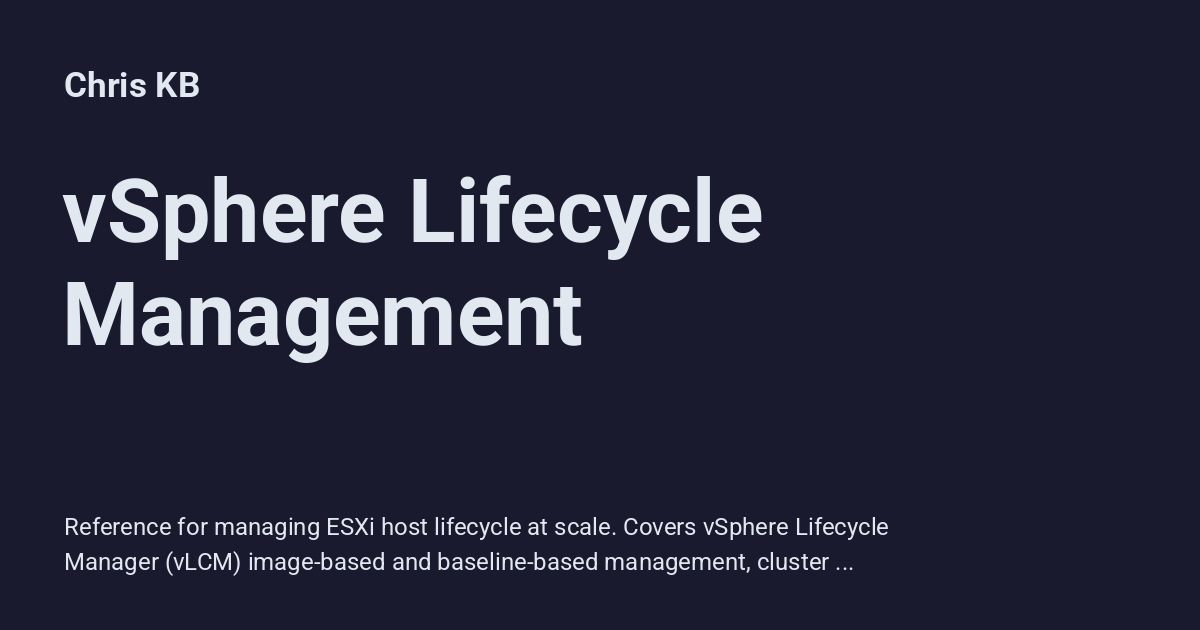 Chris KB
vSphere Lifecycle
Management
Reference for managing ESXi host lifecycle at scale. Covers vSphere Lifecycle
Manager (vLCM) image-based and baseline-based management, cluster ...